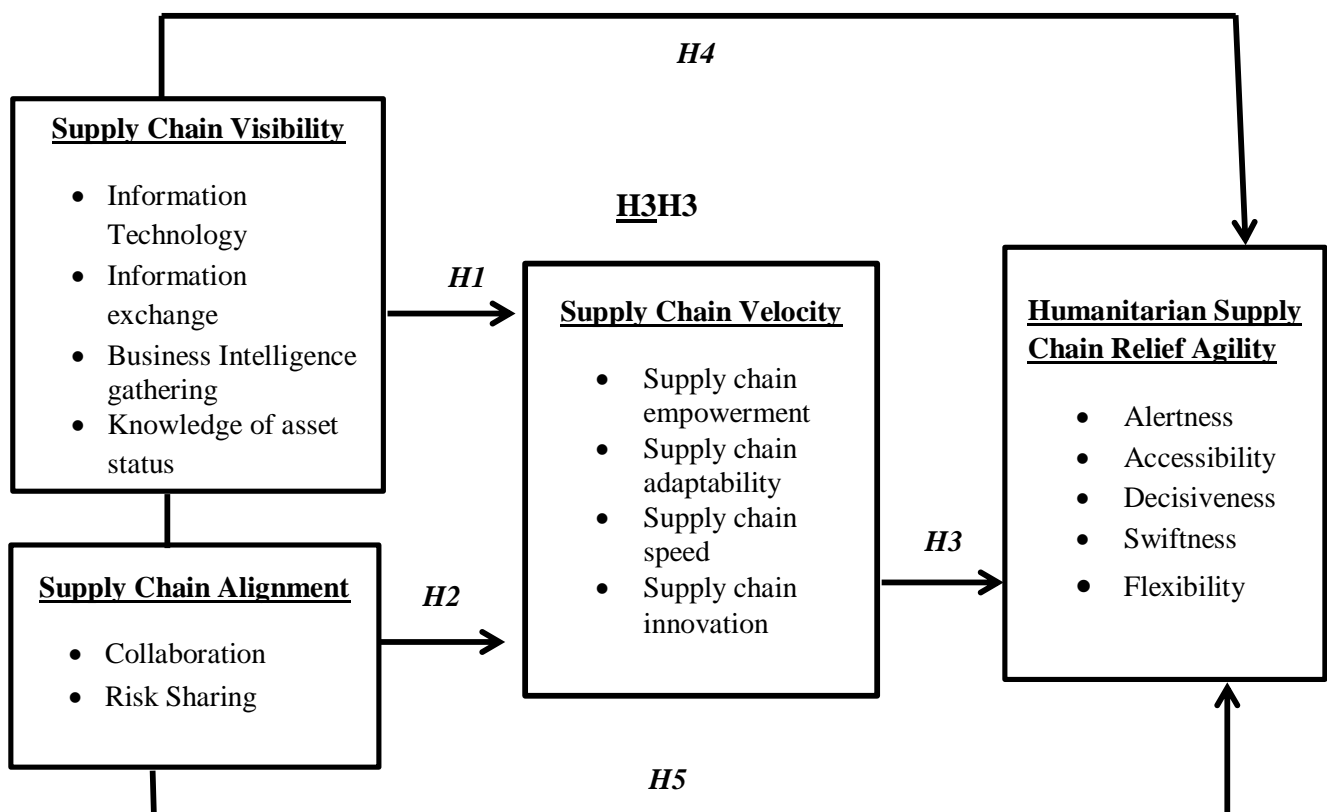 H4
Supply Chain Visibility
• Information
Technology
• Information
exchange
• Business Intelligence
gathering
• Knowledge of asset
status
H1
H3H3
Supply Chain Velocity
• Supply chain
empowerment
• Supply chain
adaptability
• Supply chain
speed
• Supply chain
innovation
Humanitarian Supply
Chain Relief Agility
• Alertness
• Accessibility
• Decisiveness
• Swiftness
• Flexibility
H3
Supply Chain Alignment
• Collaboration
• Risk Sharing
H2
H5